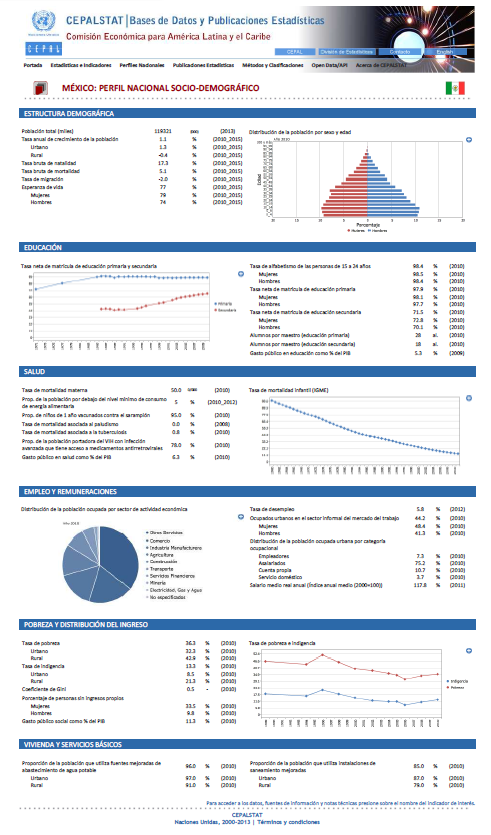 CEPALSTAT | Bases de Datos y Publicaciones Estadísticas
Comisión Económica para América Latina y el Caribe
CEPAL
CEPAL División de Estadísticas Contacto English
Portada Estadísticas e Indicadores Perfiles Nacionales Publicaciones Estadísticas Métodos y Clasificaciones Open Data/API Acerca de CEPALSTAT
MÉXICO: PERFIL NACIONAL SOCIO-DEMOGRÁFICO
ESTRUCTURA DEMOGRÁFICA
Población total (miles) 119321 (2013)
Tasa anual de crecimiento de la población 1.1 % (2010_2015)
Urbano 1.3 % (2010_2015)
Rural -0.4 % (2010_2015)
Tasa bruta de natalidad 17.3 % (2010_2015)
Tasa bruta de mortalidad 5.1 % (2010_2015)
Tasa de migración -2.0 % (2010_2015)
Esperanza de vida 77 % (2010_2015)
Mujeres 79 % (2010_2015)
Hombres 74 % (2010_2015)
Distribución de la población por sexo y edad
Edad
Porcentaje
Mujeres Hombres
EDUCACIÓN
Tasa neta de matrícula de educación primaria y secundaria
Primaria
Secundaria
Tasa de alfabetismo de las personas de 15 a 24 años 98.4 % (2010)
Mujeres 98.5 % (2010)
Hombres 98.4 % (2010)
Tasa neta de matrícula de educación primaria 97.9 % (2010)
Mujeres 98.1 % (2010)
Hombres 97.7 % (2010)
Tasa neta de matrícula de educación secundaria 71.5 % (2010)
Mujeres 72.8 % (2010)
Hombres 70.1 % (2010)
Alumnos por maestro (educación primaria) 28 al. (2010)
Alumnos por maestro (educación secundaria) 18 al. (2010)
Gasto público en educación como % del PIB 5.3 % (2009)
SALUD
Tasa de mortalidad materna 50.0 (2010)
Prop. de la población por debajo del nivel mínimo de consumo
de energía alimentaria 5 % (2010_2012)
Prop. de niños de 1 año vacunados contra el sarampión 95.0 % (2010)
Tasa de mortalidad asociada al paludismo 0.0 % (2008)
Tasa de mortalidad asociada a la tuberculosis 0.8 % (2010)
Prop. de la población portadora del VIH con infección
avanzada que tiene acceso a medicamentos antirretrovirales 78.0 % (2010)
Gasto público en salud como % del PIB 6.3 % (2010)
Tasa de mortalidad infantil (IGME)
EMPLEO Y REMUNERACIONES
Distribución de la población ocupada por sector de actividad económica
Otros Servicios
Comercio
Industria Manufacturera
Agricultura
Construcción
Transporte
Servicios Financieros
Minería
Electricidad, Gas y Agua
No especificados
Tasa de desempleo 5.8 % (2012)
Ocupados urbanos en el sector informal del mercado del trabajo 44.2 % (2010)
Mujeres 48.4 % (2010)
Hombres 41.3 % (2010)
Distribución de la población ocupada urbana por categoría
ocupacional
Empleadores 7.3 % (2010)
Asalariados 75.2 % (2010)
Cuenta propia 10.7 % (2010)
Servicio doméstico 3.7 % (2010)
Salario medio real anual (índice anual medio (2000=100)) 117.8 % (2011)
POBREZA Y DISTRIBUCIÓN DEL INGRESO
Tasa de pobreza 36.3 % (2010)
Urbano 32.3 % (2010)
Rural 42.9 % (2010)
Tasa de indigencia 13.3 % (2010)
Urbano 8.5 % (2010)
Rural 21.3 % (2010)
Coeficiente de Gini 0.5 - (2010)
Porcentaje de personas sin ingresos propios
Mujeres 33.5 % (2010)
Hombres 9.8 % (2010)
Gasto público social como % del PIB 11.3 % (2010)
Tasa de pobreza e indigencia
Indigencia
Pobreza
VIVIENDA Y SERVICIOS BÁSICOS
Proporción de la población que utiliza fuentes mejoradas de
abastecimiento de agua potable 96.0 % (2010)
Urbano 97.0 % (2010)
Rural 91.0 % (2010)
Proporción de la población que utiliza instalaciones de
saneamiento mejoradas 85.0 % (2010)
Urbano 87.0 % (2010)
Rural 79.0 % (2010)
Para acceder a los datos, fuentes de información y notas técnicas presione sobre el nombre del indicador de interés.
CEPALSTAT
Naciones Unidas, 2000-2013 | Términos y condiciones